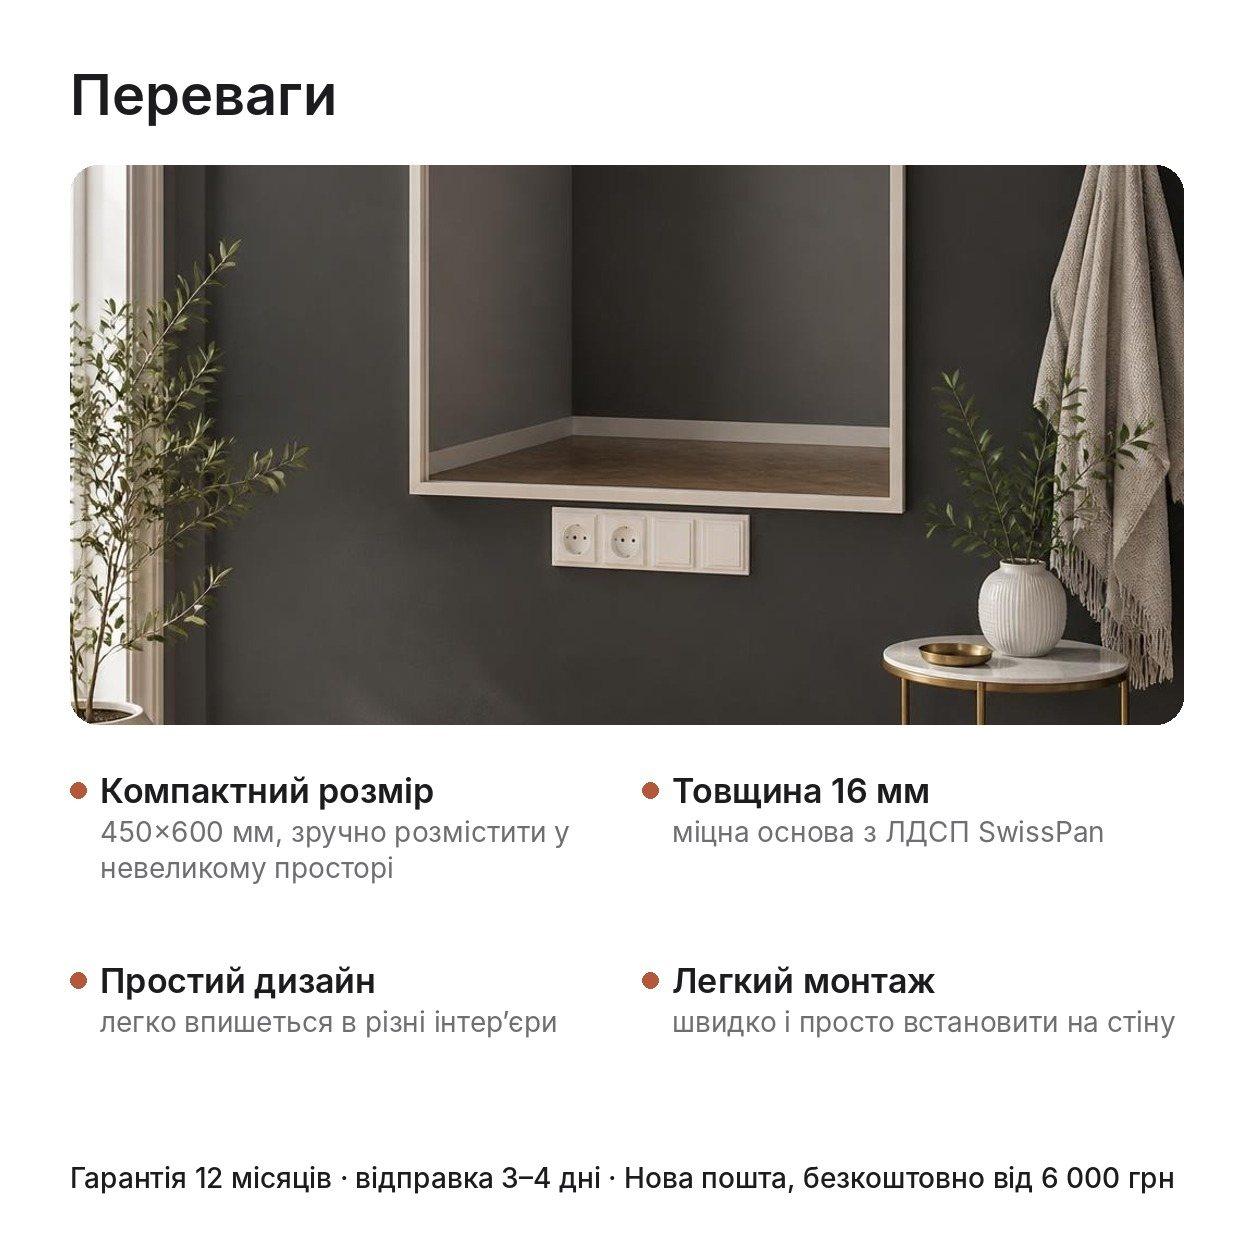 Переваги
Компактний розмір
450×600 мм, зручно розмістити у
невеликому просторі
Товщина 16 мм
міцна основа з ЛДСП SwissPan
Простий дизайн
легко впишеться в різні інтер’єри
Легкий монтаж
швидко і просто встановити на стіну
Гарантія 12 місяців · відправка 3–4 дні · Нова пошта, безкоштовно від 6 000 грн